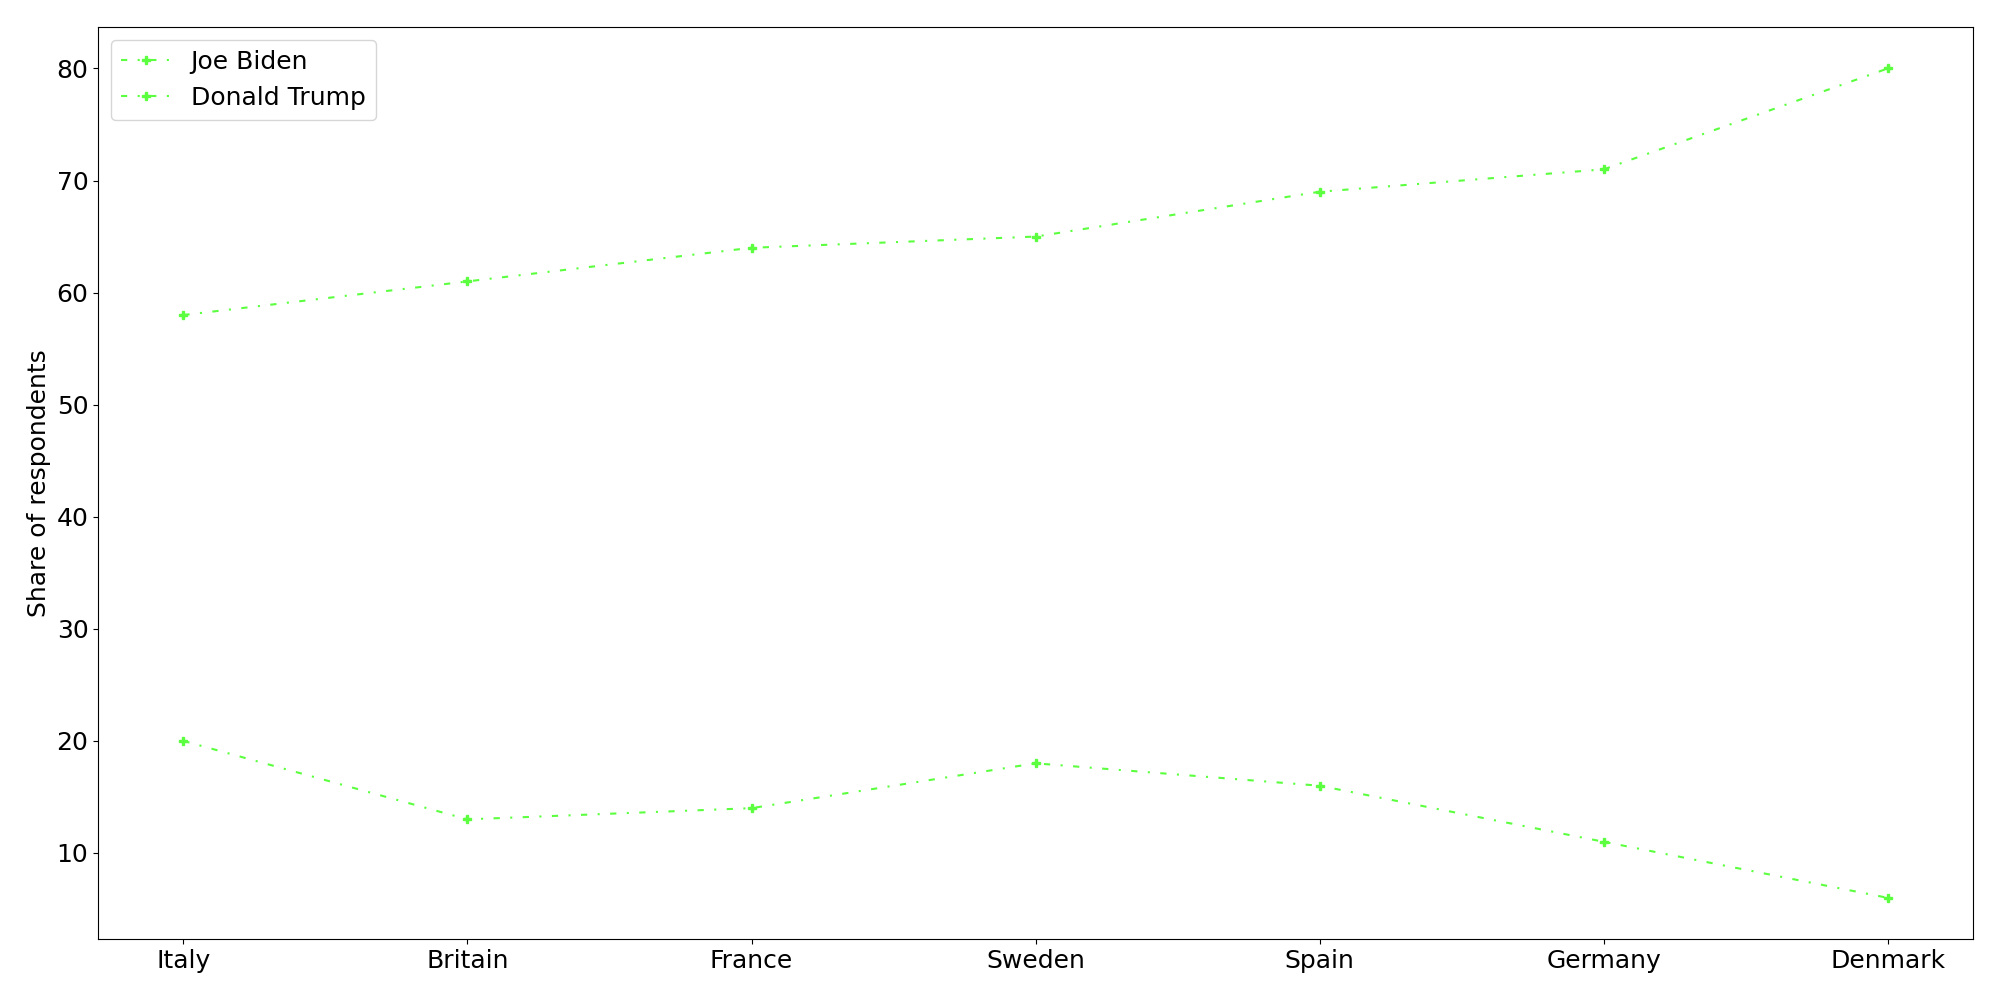 Joe Biden
Donald Trump
Share of respondents
80
70
60
50
40
30
20
10
Italy Britain France Sweden Spain Germany Denmark